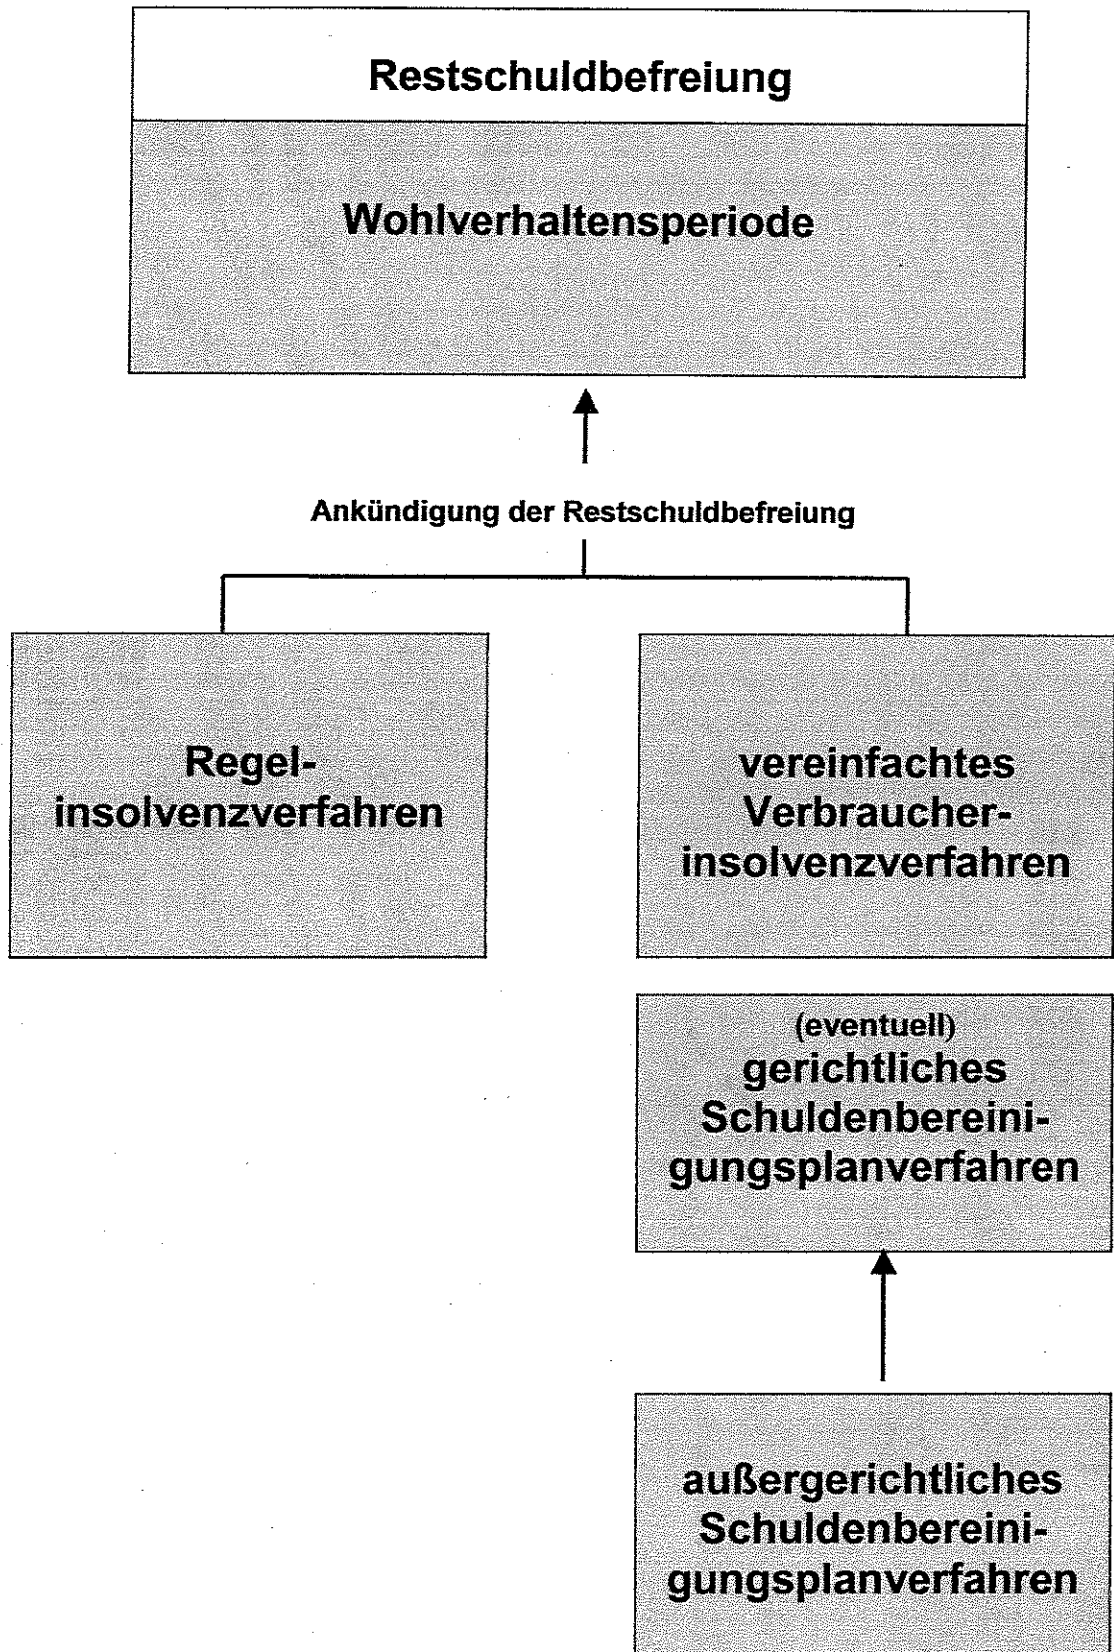 Restschuldbefreiung
Wohlverhaltensperiode
Ankündigung der Restschuldbefreiung
Regel-
insolvenzverfahren
vereinfachtes
Verbraucher-
insolvenzverfahren
(eventuell)
gerichtliches
Schuldenbereini-
gungsplanverfahren
außergerichtliches
Schuldenbereini-
gungsplanverfahren